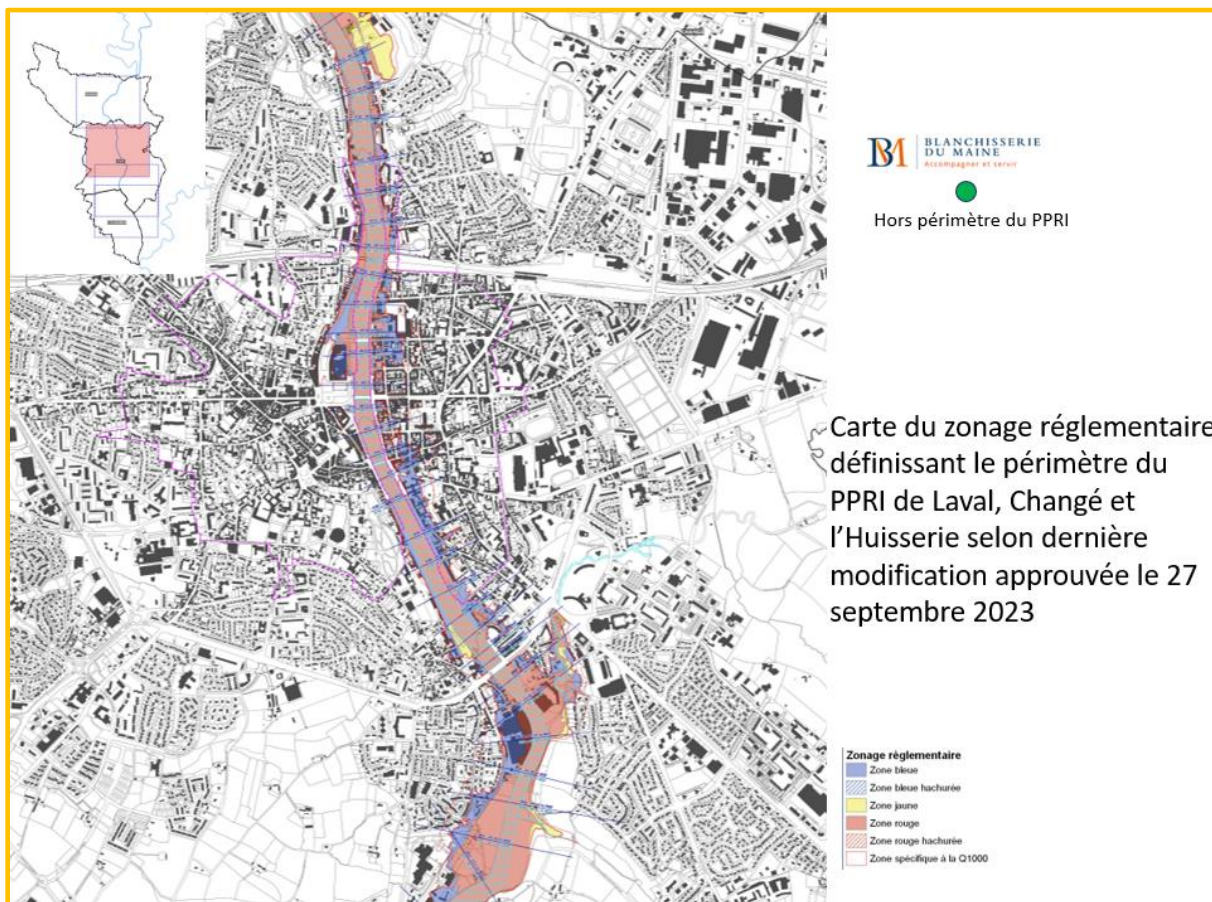 BM BLANCHISSERIE
DU MAINE
Accompagner et servir
Hors périmètre du PPRI
Carte du zonage réglementaire
définissant le périmètre du
PPRI de Laval, Changé et
l’Huisserie selon dernière
modification approuvée le 27
septembre 2023
Zonage règlementaire
Zone bleue
Zone bleue hachurée
Zone jaune
Zone rouge
Zone rouge hachurée
Zone spécifique à la Q1000